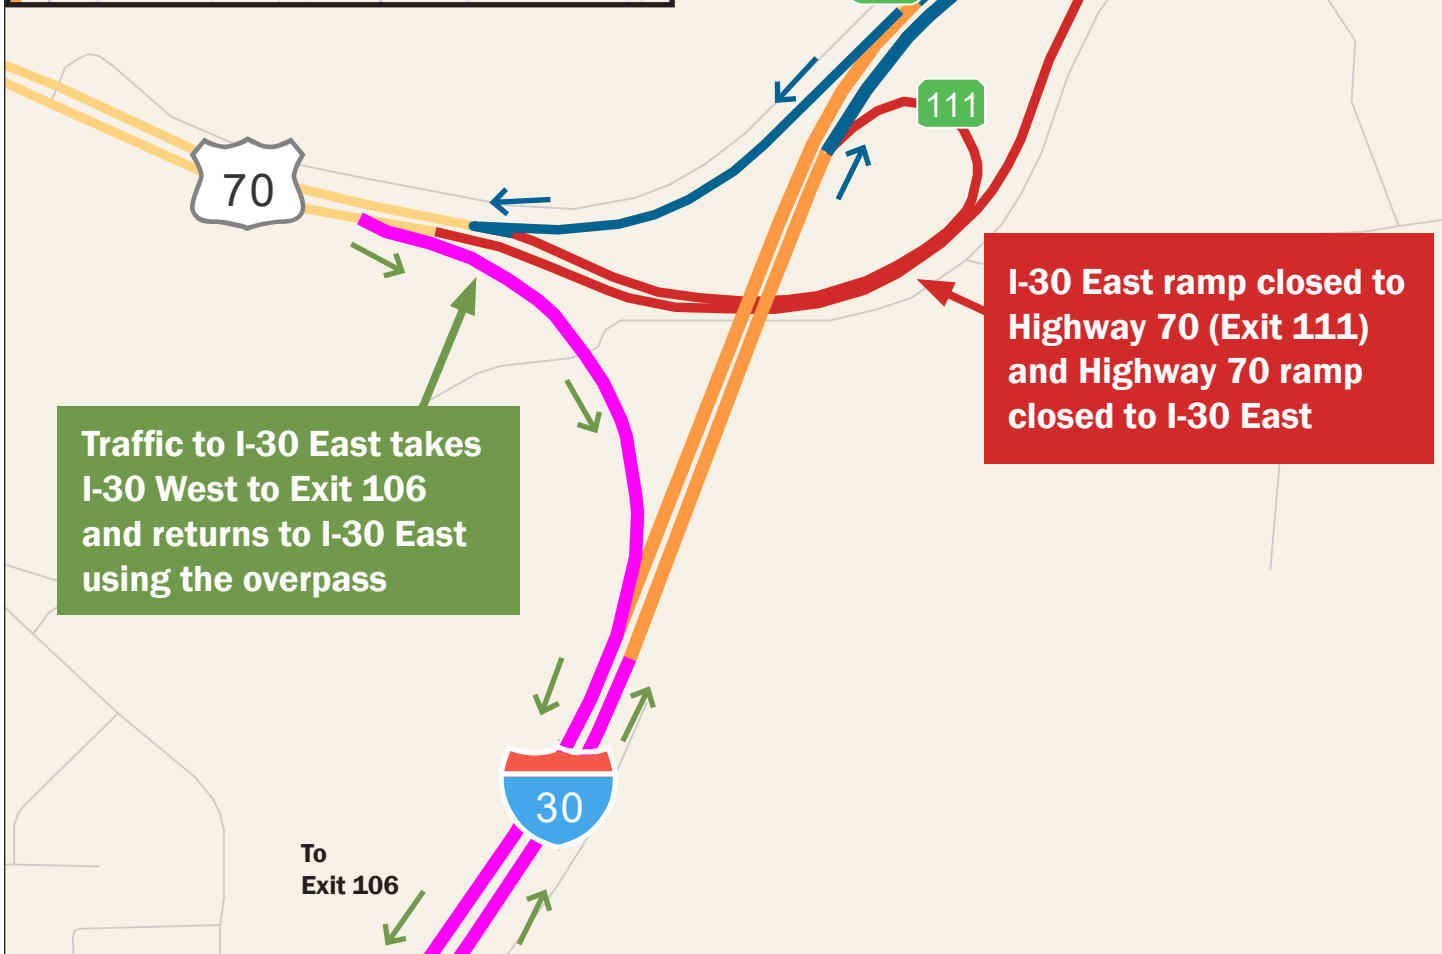 111
70
I-30 East ramp closed to
Highway 70 (Exit 111)
and Highway 70 ramp
closed to I-30 East
Traffic to I-30 East takes
I-30 West to Exit 106
and returns to I-30 East
using the overpass
30
To
Exit 106